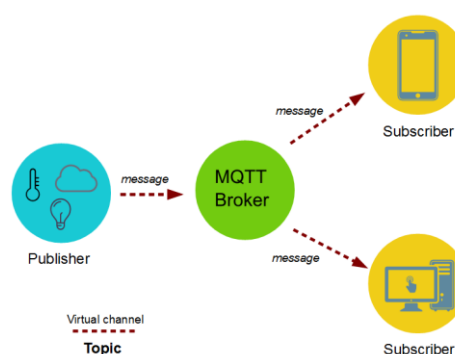 message
Subscriber
message
MQTT
Broker
Publisher
message
Virtual channel
Topic
Subscriber